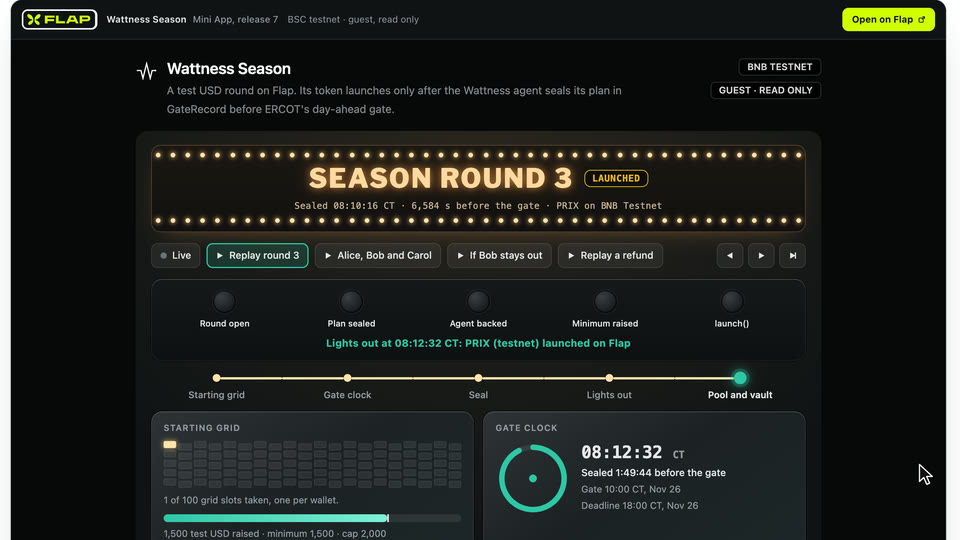 FLAP
Wattness Season Mini App, release 7 BSC testnet · guest, read only
Open on Flap
Wattness Season
A test USD round on Flap. Its token launches only after the Wattness agent seals its plan in
GateRecord before ERCOT's day-ahead gate.
BNB TESTNET
GUEST · READ ONLY
SEASON ROUND 3
LAUNCHED
Sealed 08:10:16 CT · 6,584 s before the gate · PRIX on BNB Testnet
Live
Replay round 3
Alice, Bob and Carol
If Bob stays out
Replay a refund
Round open
Plan sealed
Agent backed
Minimum raised
launch()
Lights out at 08:12:32 CT: PRIX (testnet) launched on Flap
Starting grid
Gate clock
Seal
Lights out
Pool and vault
STARTING GRID
1 of 100 grid slots taken, one per wallet.
1,500 test USD raised · minimum 1,500 · cap 2,000
GATE CLOCK
08:12:32 CT
Sealed 1:49:44 before the gate
Gate 10:00 CT, Nov 26
Deadline 18:00 CT, Nov 26